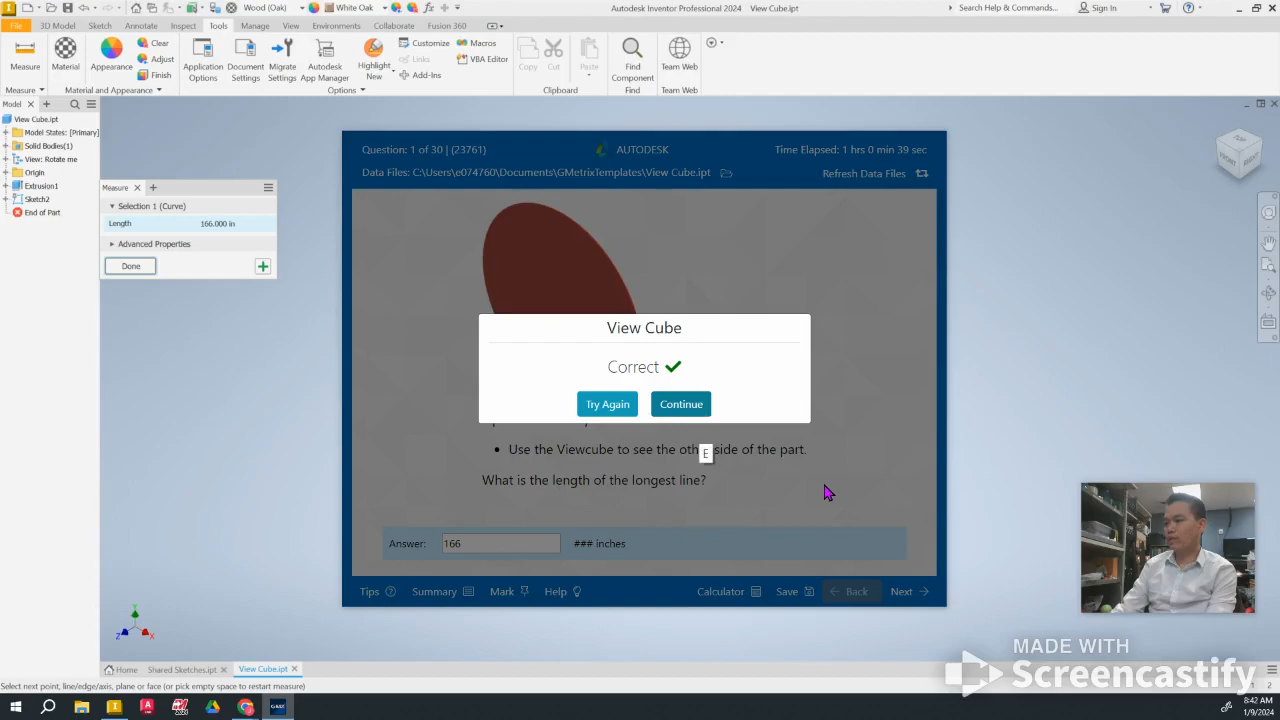 Wood (Oak)
White Oak
Autodesk Inventor Professional 2024 View Cube.ipt
Search Help & Commands...
Sign In
File
3D Model
Sketch
Annotate
Inspect
Tools
Manage
View
Environments
Collaborate
Fusion 360
Measure
Material
Appearance
Clear
Adjust
Finish
Application Options
Document Settings
Migrate Settings
Autodesk App Manager
Highlight New
Customize
Links
Add-Ins
Macros
VBA Editor
Copy
Cut
Paste
Find Component
Team Web
Measure
Material and Appearance
Options
Clipboard
Find
Team Web
Model
View Cube.ipt
Model States: [Primary]
Solid Bodies(1)
View: Rotate me
Origin
Extrusion1
Sketch2
End of Part
Measure
Selection 1 (Curve)
Length 166.000 in
Advanced Properties
Done
Question: 1 of 30 | (23761)
AUTODESK
Time Elapsed: 1 hrs 0 min 39 sec
Data Files: C:\Users\e074760\Documents\GMetrixTemplates\View Cube.ipt
Refresh Data Files
View Cube
Correct
Try Again
Continue
• Use the Viewcube to see the oth
E
side of the part.
What is the length of the longest line?
Answer: 166 ### inches
Tips
Summary
Mark
Help
Calculator
Save
Back
Next
TOP
FRONT
RIGHT
Y
Z
X
Home
Shared Sketches.ipt
View Cube.ipt
Select next point, line/edge/axis, plane or face (or pick empty space to restart measure)
MADE WITH
Screencastify
8:42 AM
1/9/2024